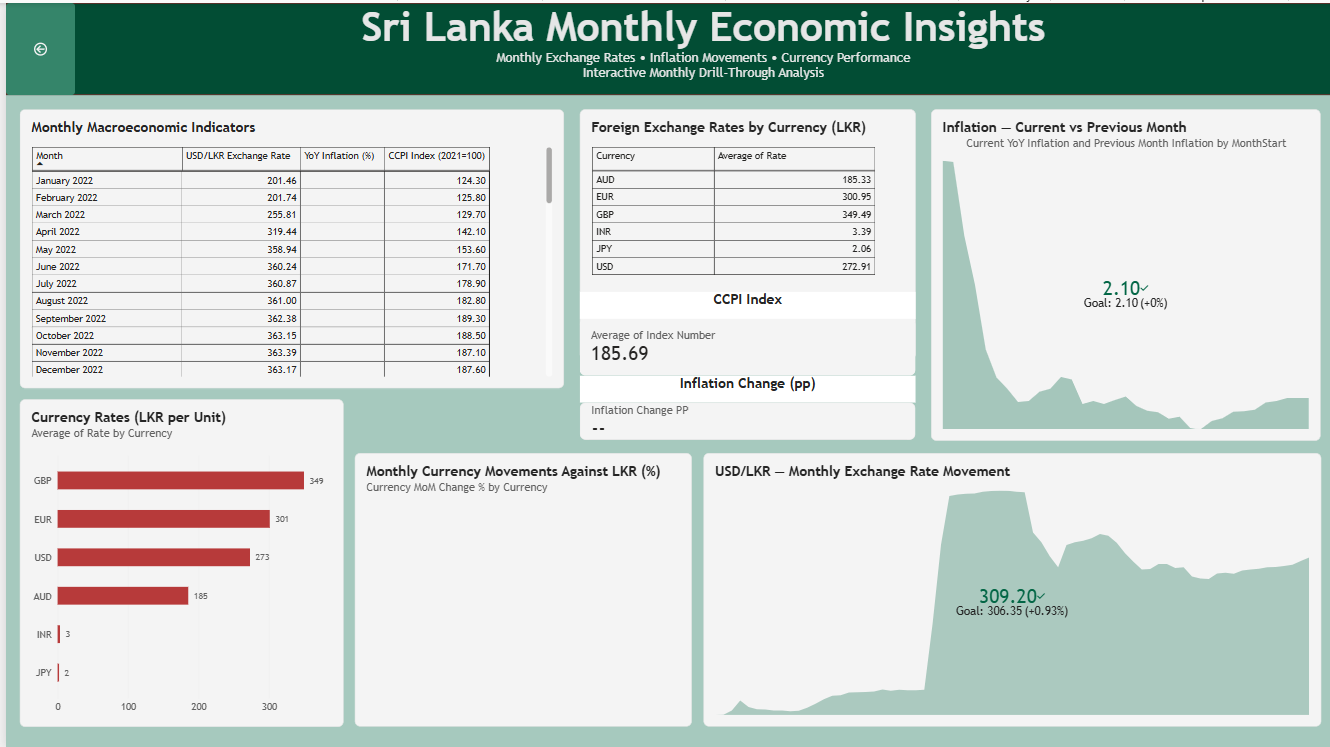 Sri Lanka Monthly Economic Insights
Monthly Exchange Rates • Inflation Movements • Currency Performance
Interactive Monthly Drill-Through Analysis
Monthly Macroeconomic Indicators
Month USD/LKR Exchange Rate YoY Inflation (%) CCPI Index (2021=100)
January 2022 201.46 124.30
February 2022 201.74 125.80
March 2022 255.81 129.70
April 2022 319.44 142.10
May 2022 358.94 153.60
June 2022 360.24 171.70
July 2022 360.87 178.90
August 2022 361.00 182.80
September 2022 362.38 189.30
October 2022 363.15 188.50
November 2022 363.39 187.10
December 2022 363.17 187.60
Foreign Exchange Rates by Currency (LKR)
Currency Average of Rate
AUD 185.33
EUR 300.95
GBP 349.49
INR 3.39
JPY 2.06
USD 272.91
CCPI Index
Average of Index Number
185.69
Inflation Change (pp)
Inflation Change PP
--
Inflation — Current vs Previous Month
Current YoY Inflation and Previous Month Inflation by MonthStart
2.10✓
Goal: 2.10 (+0%)
Currency Rates (LKR per Unit)
Average of Rate by Currency
GBP 349
EUR 301
USD 273
AUD 185
INR 3
JPY 2
0 100 200 300
Monthly Currency Movements Against LKR (%)
Currency MoM Change % by Currency
USD/LKR — Monthly Exchange Rate Movement
309.20✓
Goal: 306.35 (+0.93%)